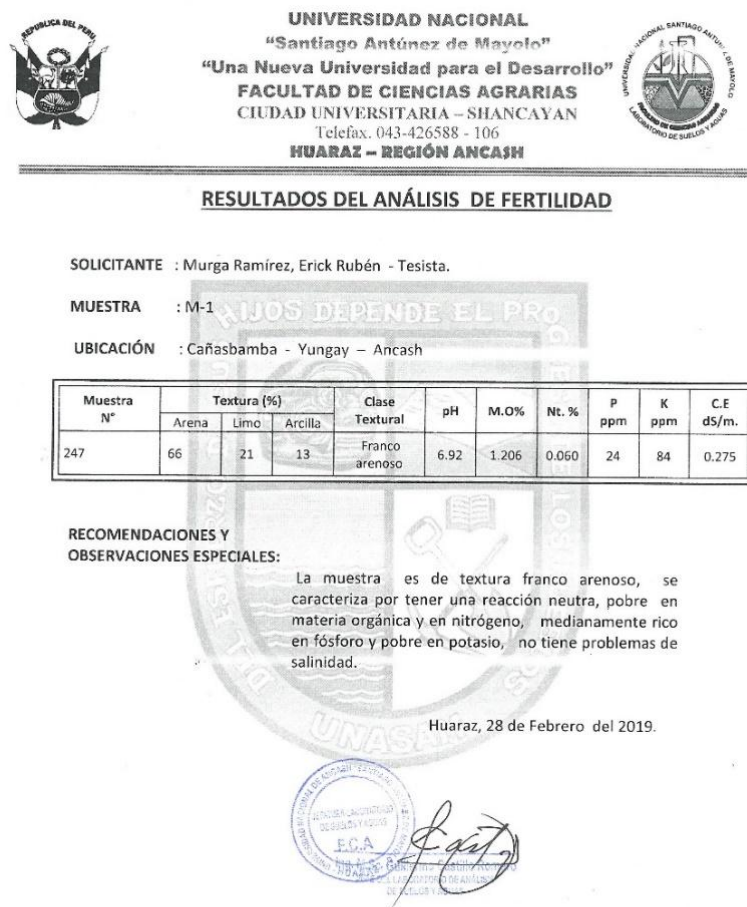 REPUBLICA DEL PERU
UNIVERSIDAD NACIONAL
“Santiago Antúnez de Mayolo”
“Una Nueva Universidad para el Desarrollo”
FACULTAD DE CIENCIAS AGRARIAS
CIUDAD UNIVERSITARIA – SHANCAYAN
Telefax. 043-426588 - 106
HUARAZ – REGIÓN ANCASH
RESULTADOS DEL ANÁLISIS DE FERTILIDAD
SOLICITANTE : Murga Ramírez, Erick Rubén - Tesista.
MUESTRA : M-1
UBICACIÓN : Cañasbamba - Yungay – Ancash
Muestra N° Textura (%) Clase Textural pH M.O% Nt. % P ppm K ppm C.E dS/m.
Arena Limo Arcilla
247 66 21 13 Franco arenoso 6.92 1.206 0.060 24 84 0.275
RECOMENDACIONES Y
OBSERVACIONES ESPECIALES:
La muestra es de textura franco arenoso, se
caracteriza por tener una reacción neutra, pobre en
materia orgánica y en nitrógeno, medianamente rico
en fósforo y pobre en potasio, no tiene problemas de
salinidad.
Huaraz, 28 de Febrero del 2019.
UNASAM
F.C.A